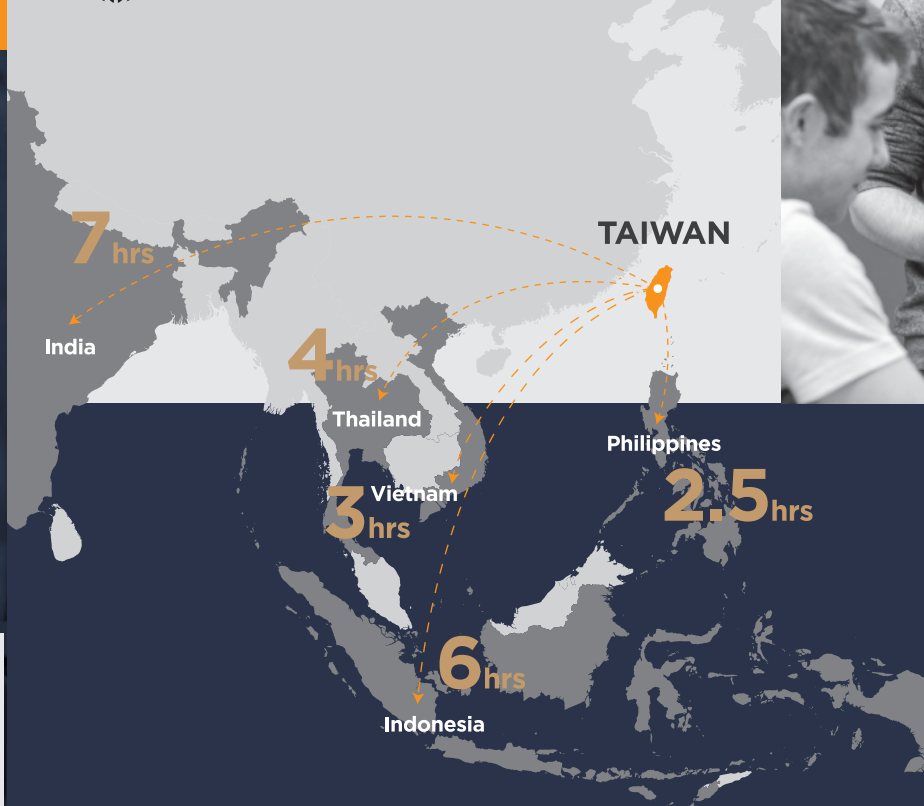 TAIWAN
7hrs
India
4hrs
Thailand
Philippines
2.5hrs
Vietnam
3hrs
6hrs
Indonesia